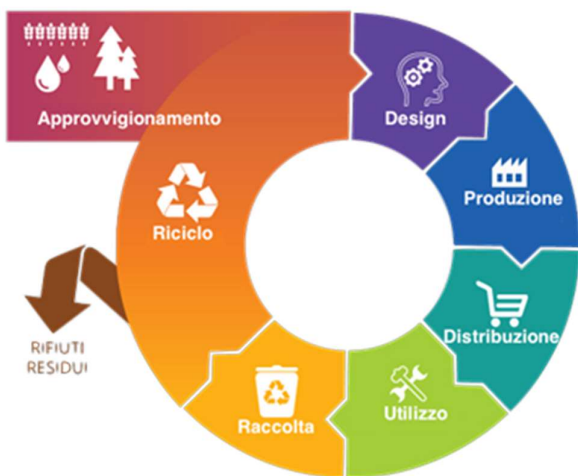 Approvvigionamento
Design
Produzione
Distribuzione
Utilizzo
Raccolta
Riciclo
RIFIUTI
RESIDUI